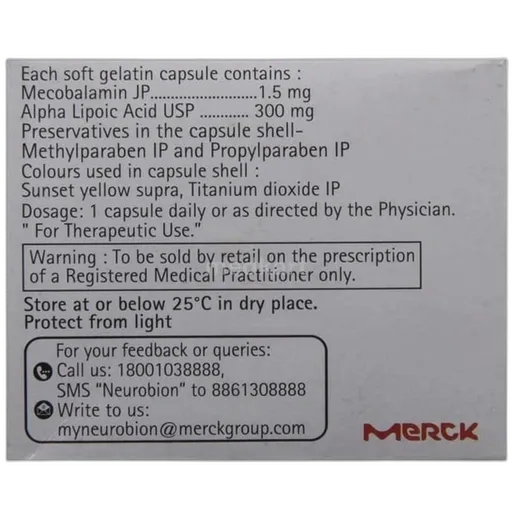 Each soft gelatin capsule contains :
Mecobalamin JP.........................1.5 mg
Alpha Lipoic Acid USP ............ 300 mg
Preservatives in the capsule shell-
Methylparaben IP and Propylparaben IP
Colours used in capsule shell :
Sunset yellow supra, Titanium dioxide IP
Dosage: 1 capsule daily or as directed by the Physician.
" For Therapeutic Use."
Warning : To be sold by retail on the prescription
of a Registered Medical Practitioner only.
Store at or below 25°C in dry place.
Protect from light
For your feedback or queries:
Call us: 18001038888,
SMS "Neurobion" to 8861308888
Write to us:
myneurobion@merckgroup.com
MERCK